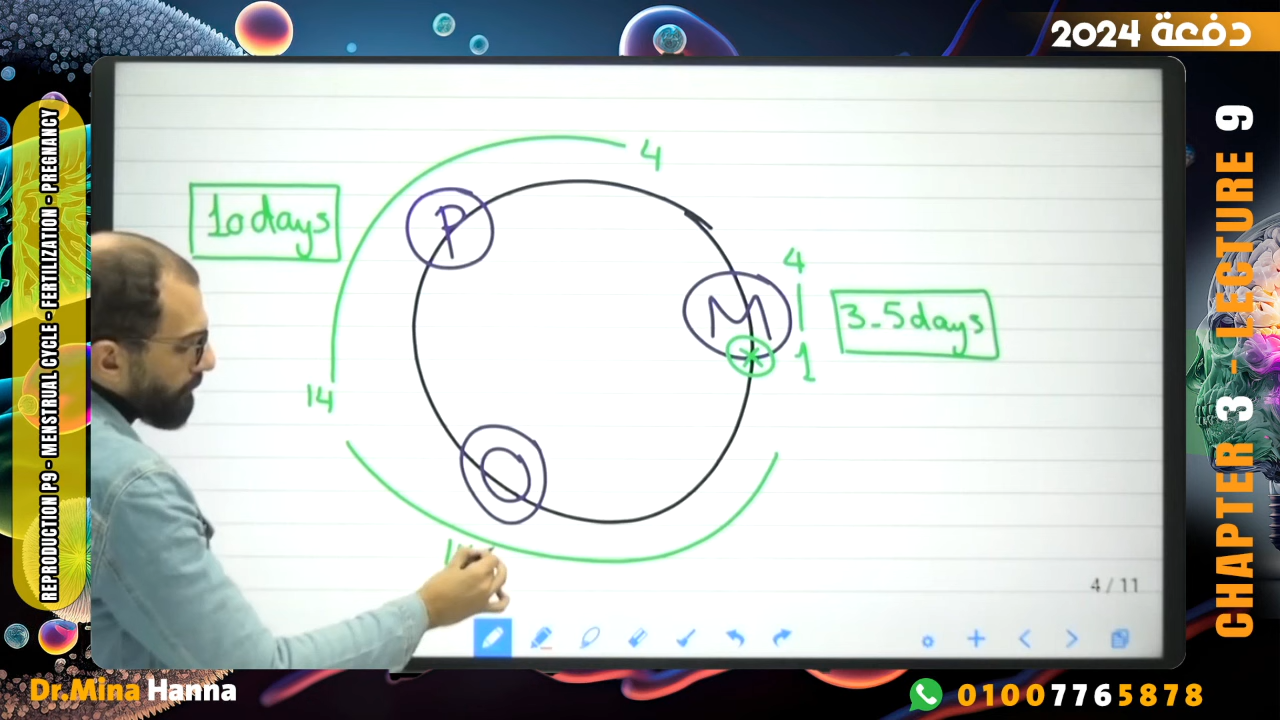 دفعة 2024
REPRODUCTION P9 - MENSTRUAL CYCLE - FERTILIZATION - PREGNANCY
CHAPTER 3 - LECTURE 9
4
10 days
P
4
M
3-5 days
*
1
14
O
4 / 11
Dr.Mina Hanna
01007765878